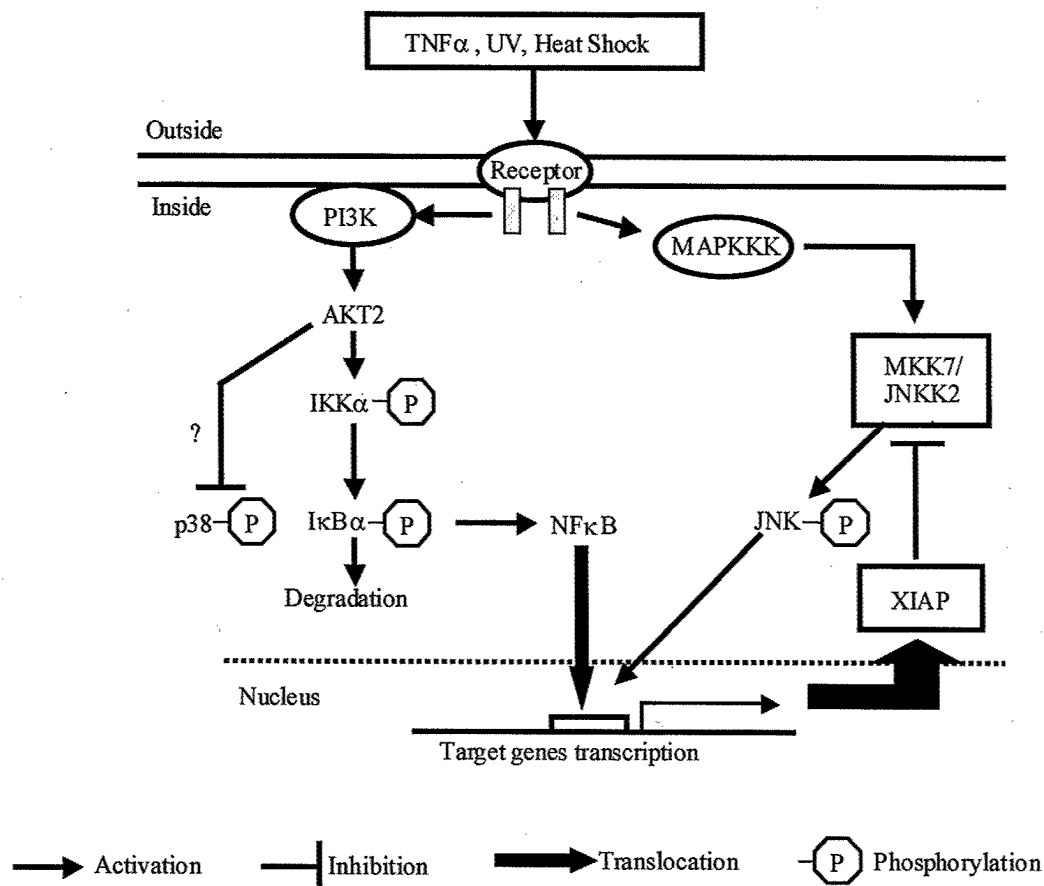 TNFα , UV, Heat Shock
Outside
Receptor
Inside
PI3K
MAPKKK
AKT2
MKK7/
JNKK2
IKKα
P
?
p38
P
IκBα
P
NFκB
JNK
P
Degradation
XIAP
Nucleus
Target genes transcription
Activation
Inhibition
Translocation
P
Phosphorylation